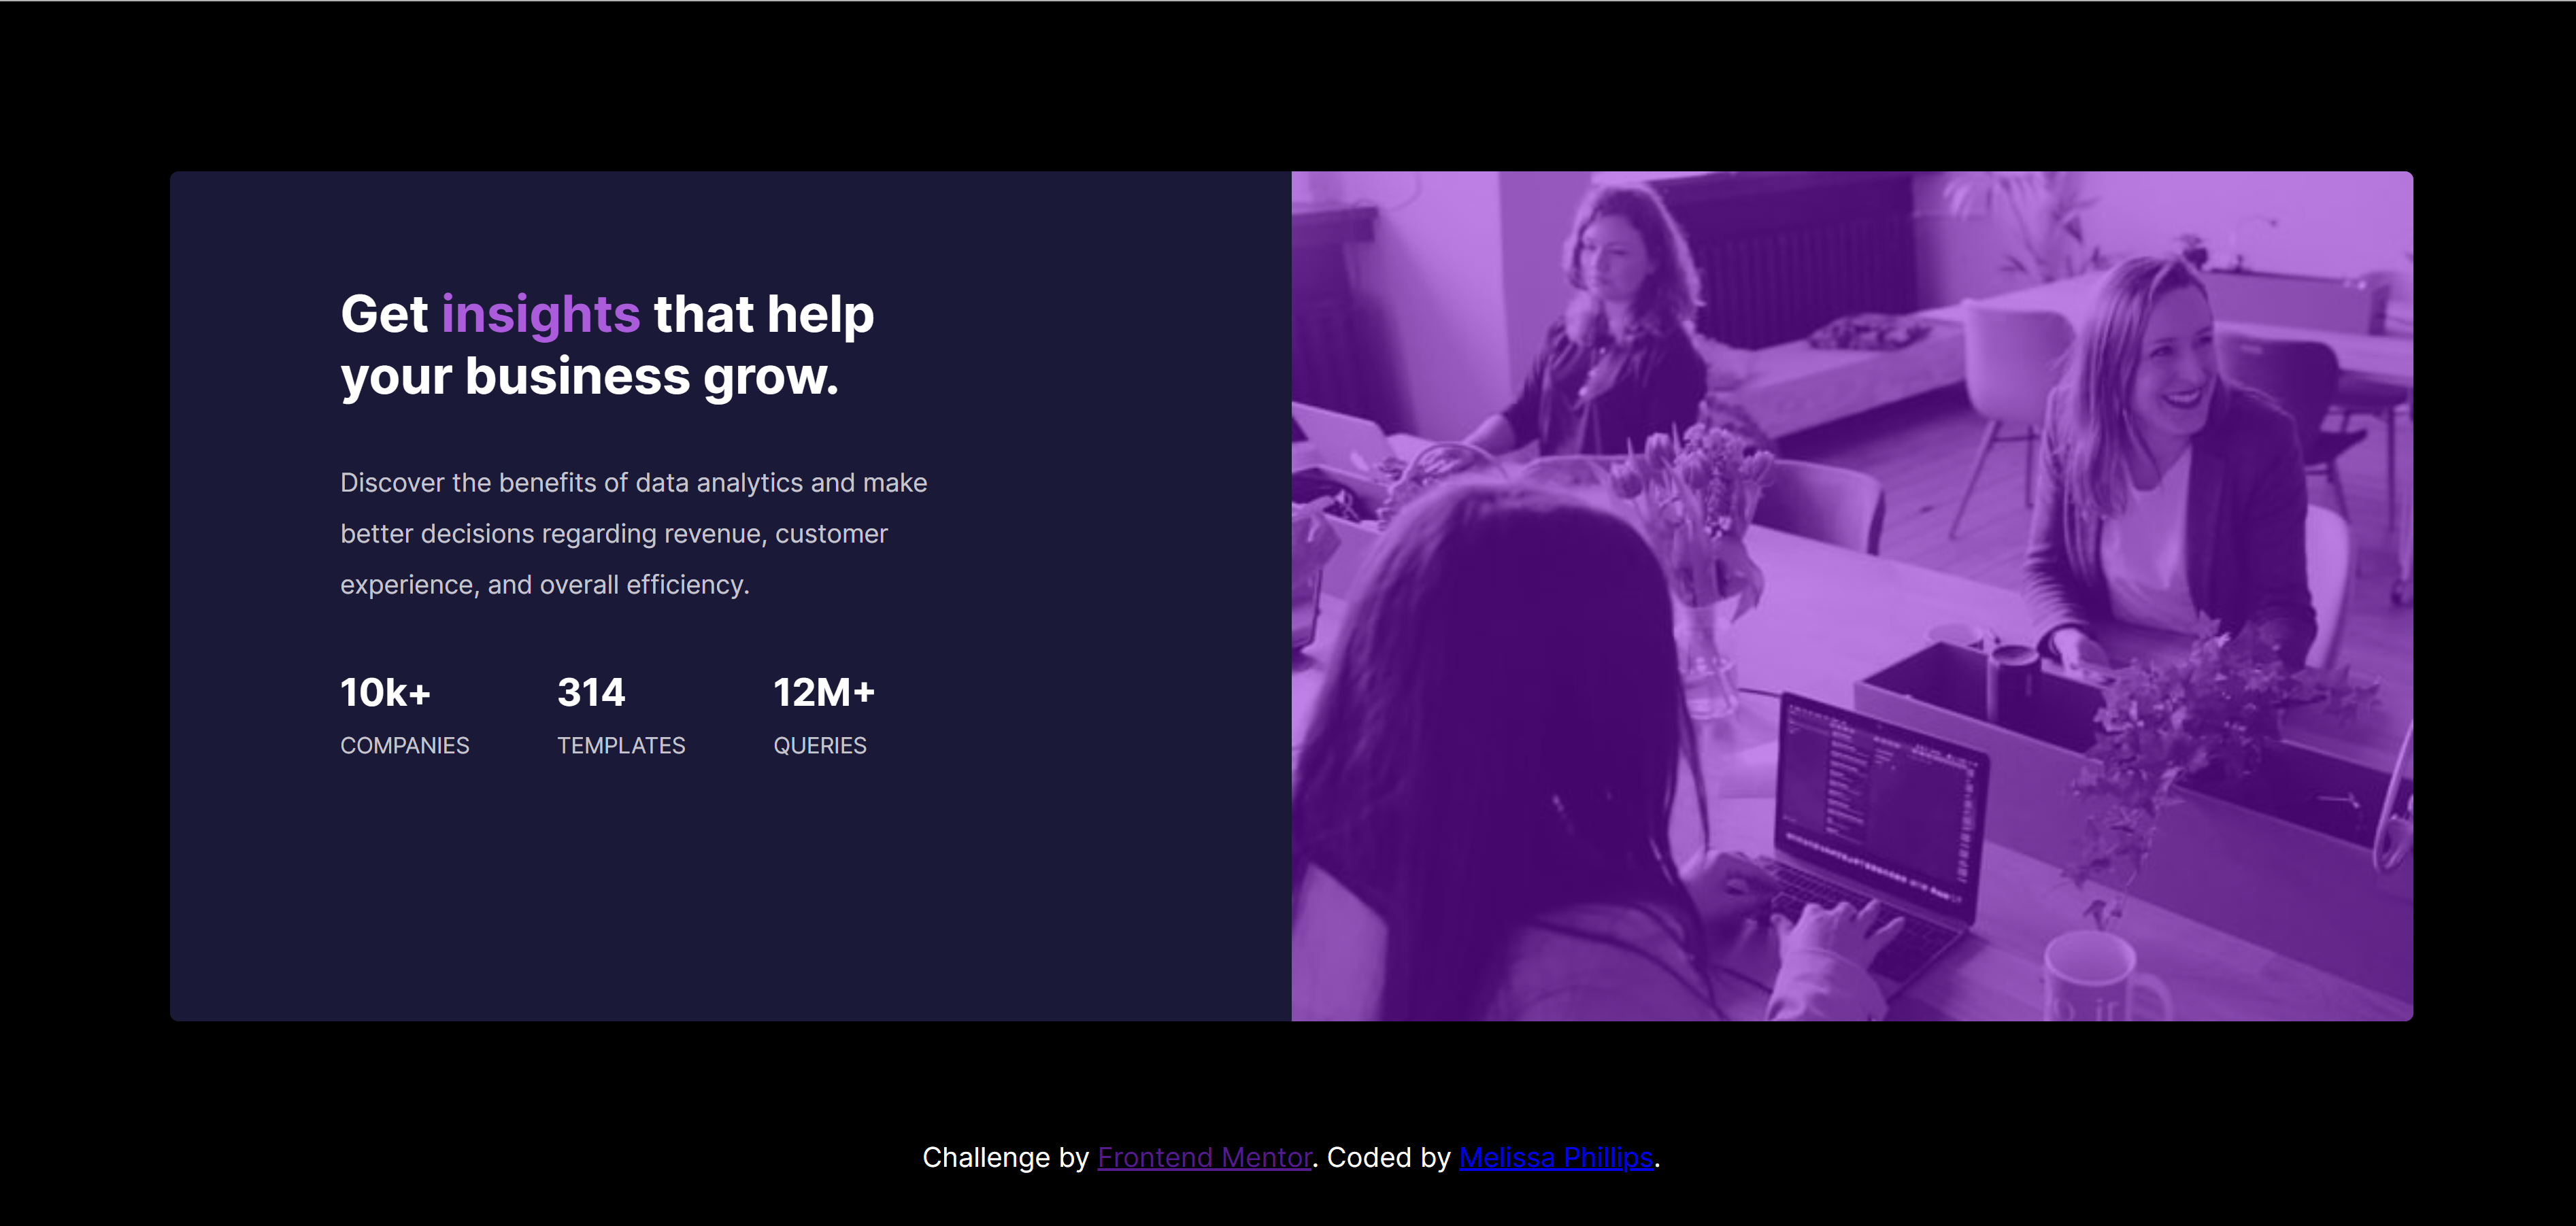 Get insights that help
your business grow.
Discover the benefits of data analytics and make
better decisions regarding revenue, customer
experience, and overall efficiency.
10k+ 314 12M+
COMPANIES TEMPLATES QUERIES
Challenge by Frontend Mentor. Coded by Melissa Phillips.